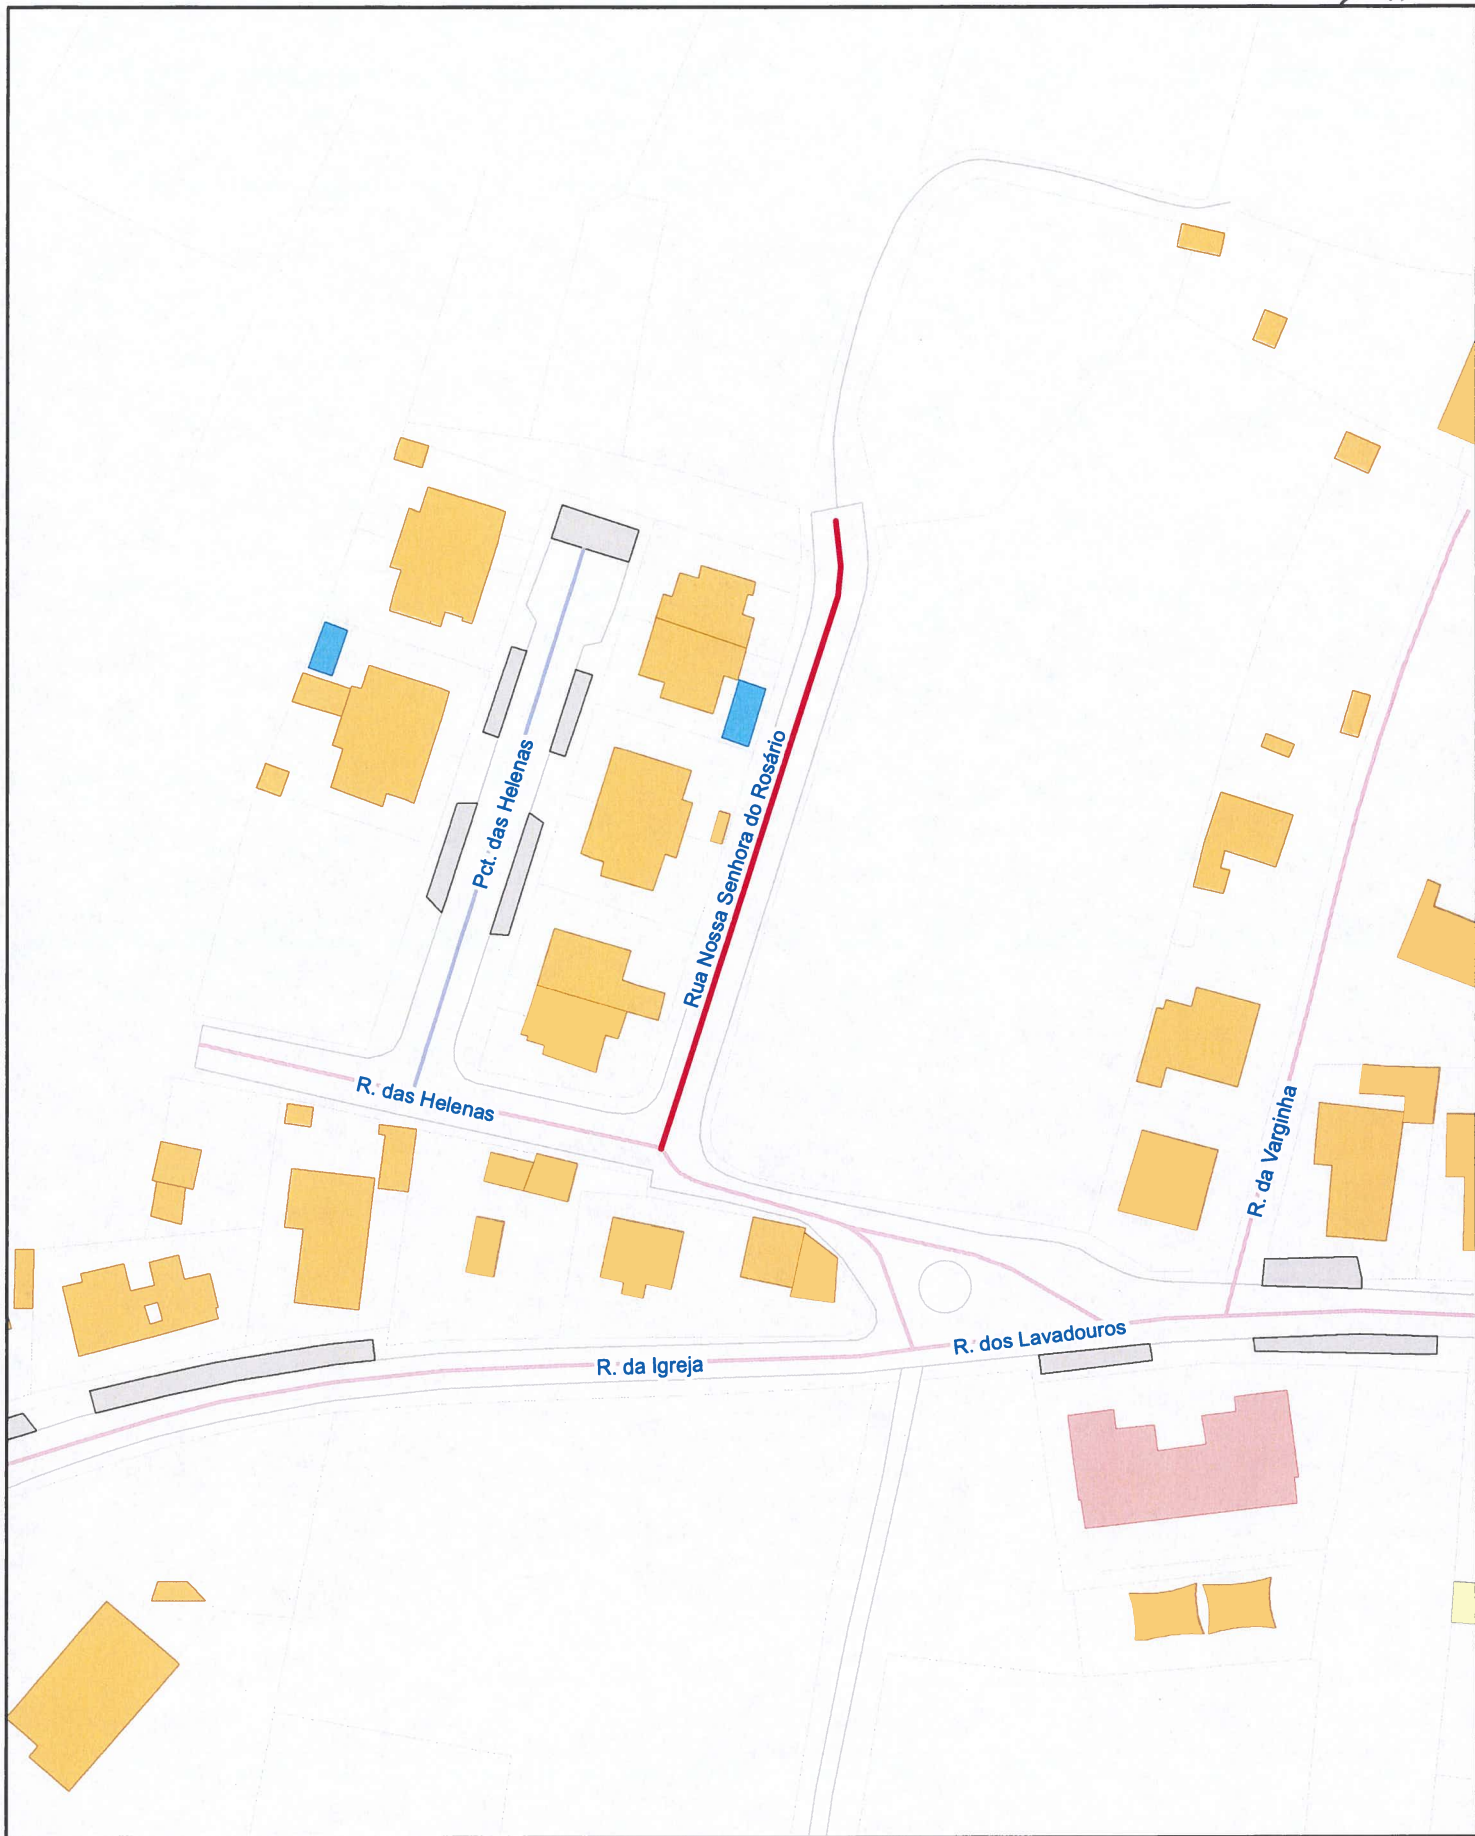 Rua Nossa Senhora do Rosário
Pct. das Helenas
R. das Helenas
R. da Varginha
R. dos Lavadouros
R. da Igreja